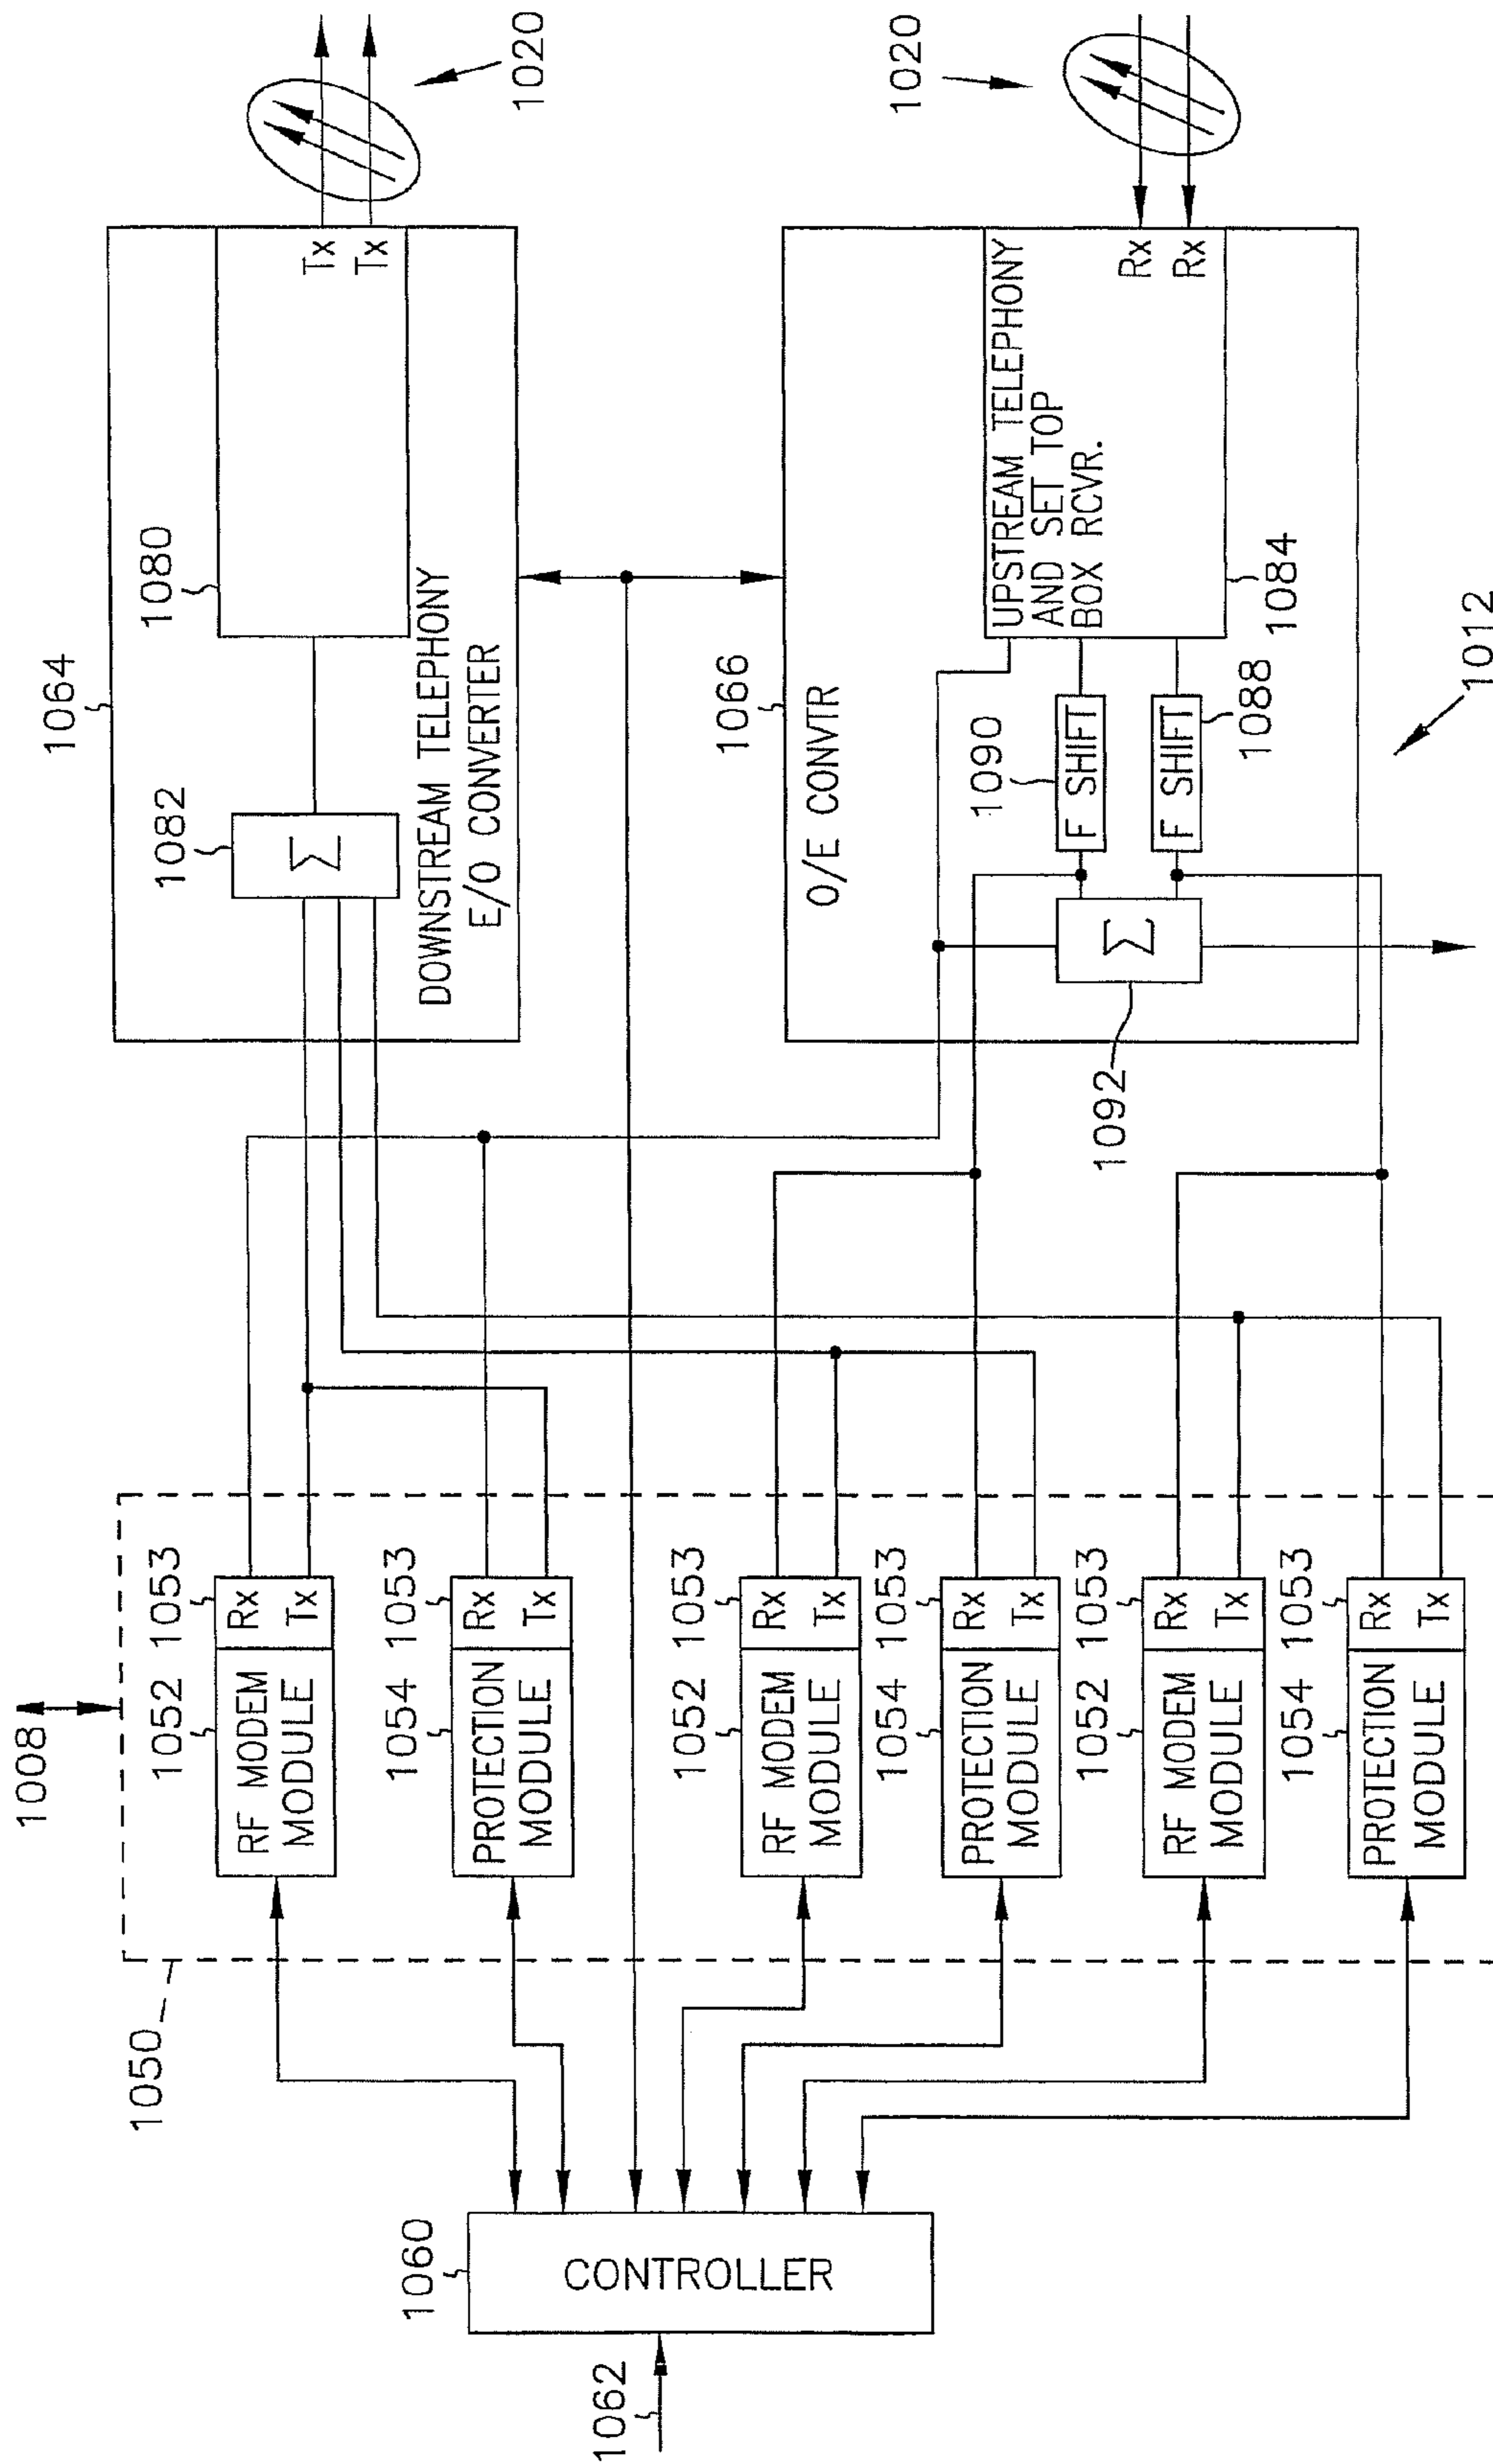 1008
1050
1052 1053
RF MODEM
MODULE
Rx
Tx
1054 1053
PROTECTION
MODULE
Rx
Tx
1052 1053
RF MODEM
MODULE
Rx
Tx
1054 1053
PROTECTION
MODULE
Rx
Tx
1052 1053
RF MODEM
MODULE
Rx
Tx
1054 1053
PROTECTION
MODULE
Rx
Tx
1060
CONTROLLER
1062
1064
1082
Σ
1080
Tx
Tx
DOWNSTREAM TELEPHONY
E/O CONVERTER
1020
1066
O/E CONVTR
UPSTREAM TELEPHONY
AND SET TOP
BOX RCVR.
Rx
Rx
1020
1090
F SHIFT
F SHIFT
1088
1084
Σ
1092
1012